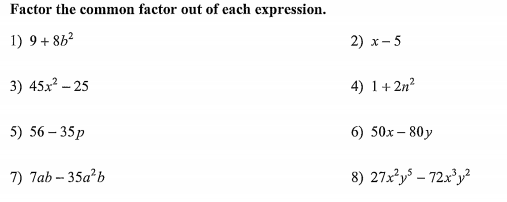 Factor the common factor out of each expression.
1) 9 + 8b² 2) x − 5
3) 45x² − 25 4) 1 + 2n²
5) 56 − 35p 6) 50x − 80y
7) 7ab − 35a²b 8) 27x²y⁵ − 72x³y²